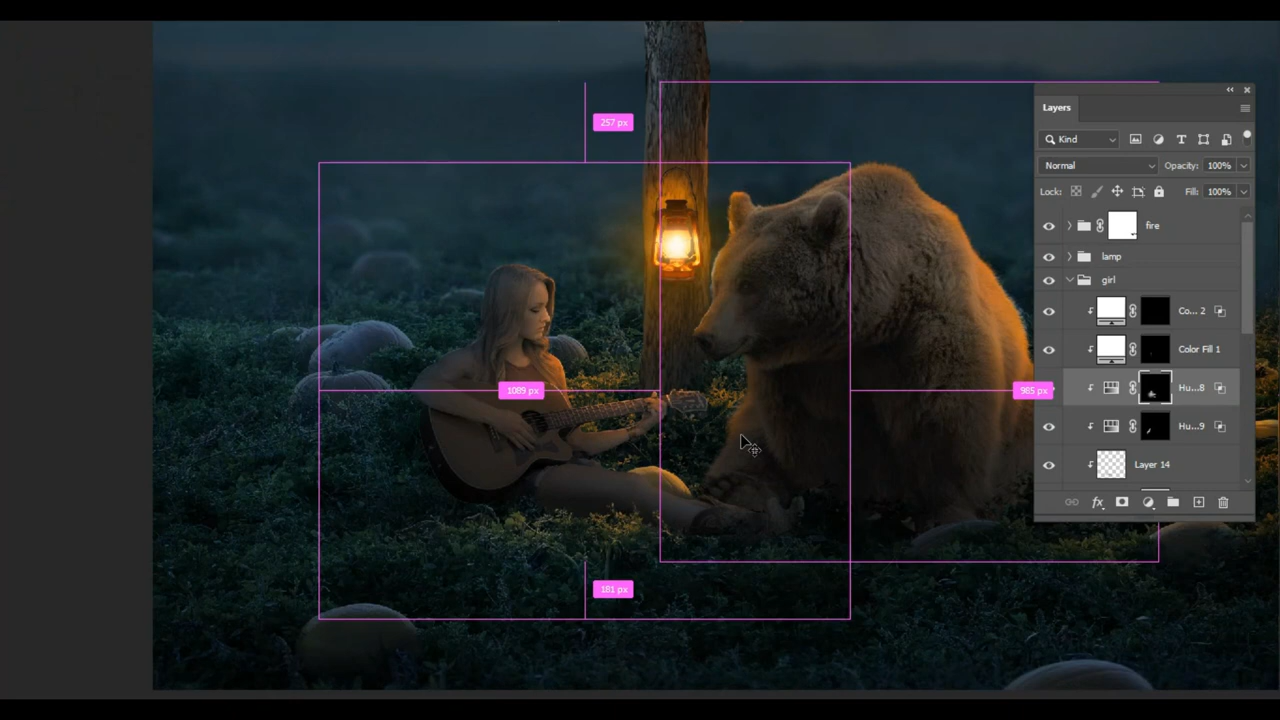 Layers
257 px
Kind
Normal
Opacity: 100%
Lock:
Fill: 100%
fire
lamp
girl
Co... 2
Color Fill 1
1089 px
985 px
Hu...8
Hu...9
Layer 14
fx
181 px